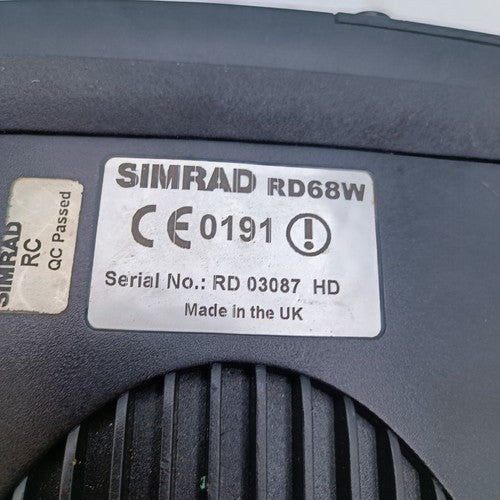 SIMRAD RD68W
CE 0191
Serial No.: RD 03087 HD
Made in the UK
SIMRAD
RC
QC Passed